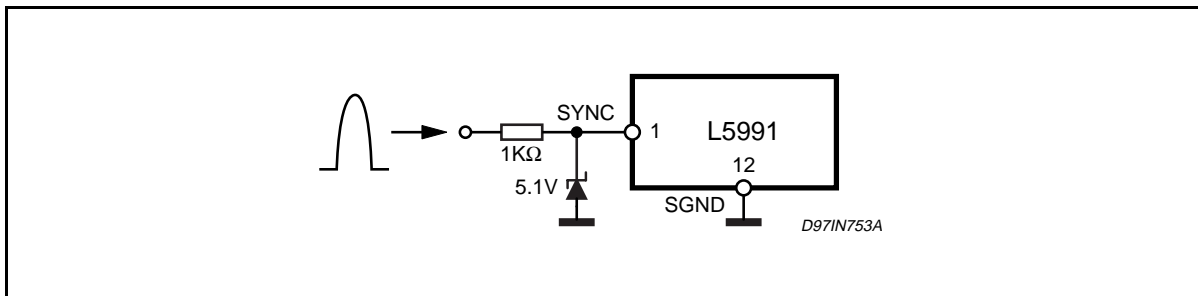 SYNC
1
L5991
1KΩ
12
5.1V
SGND
D97IN753A